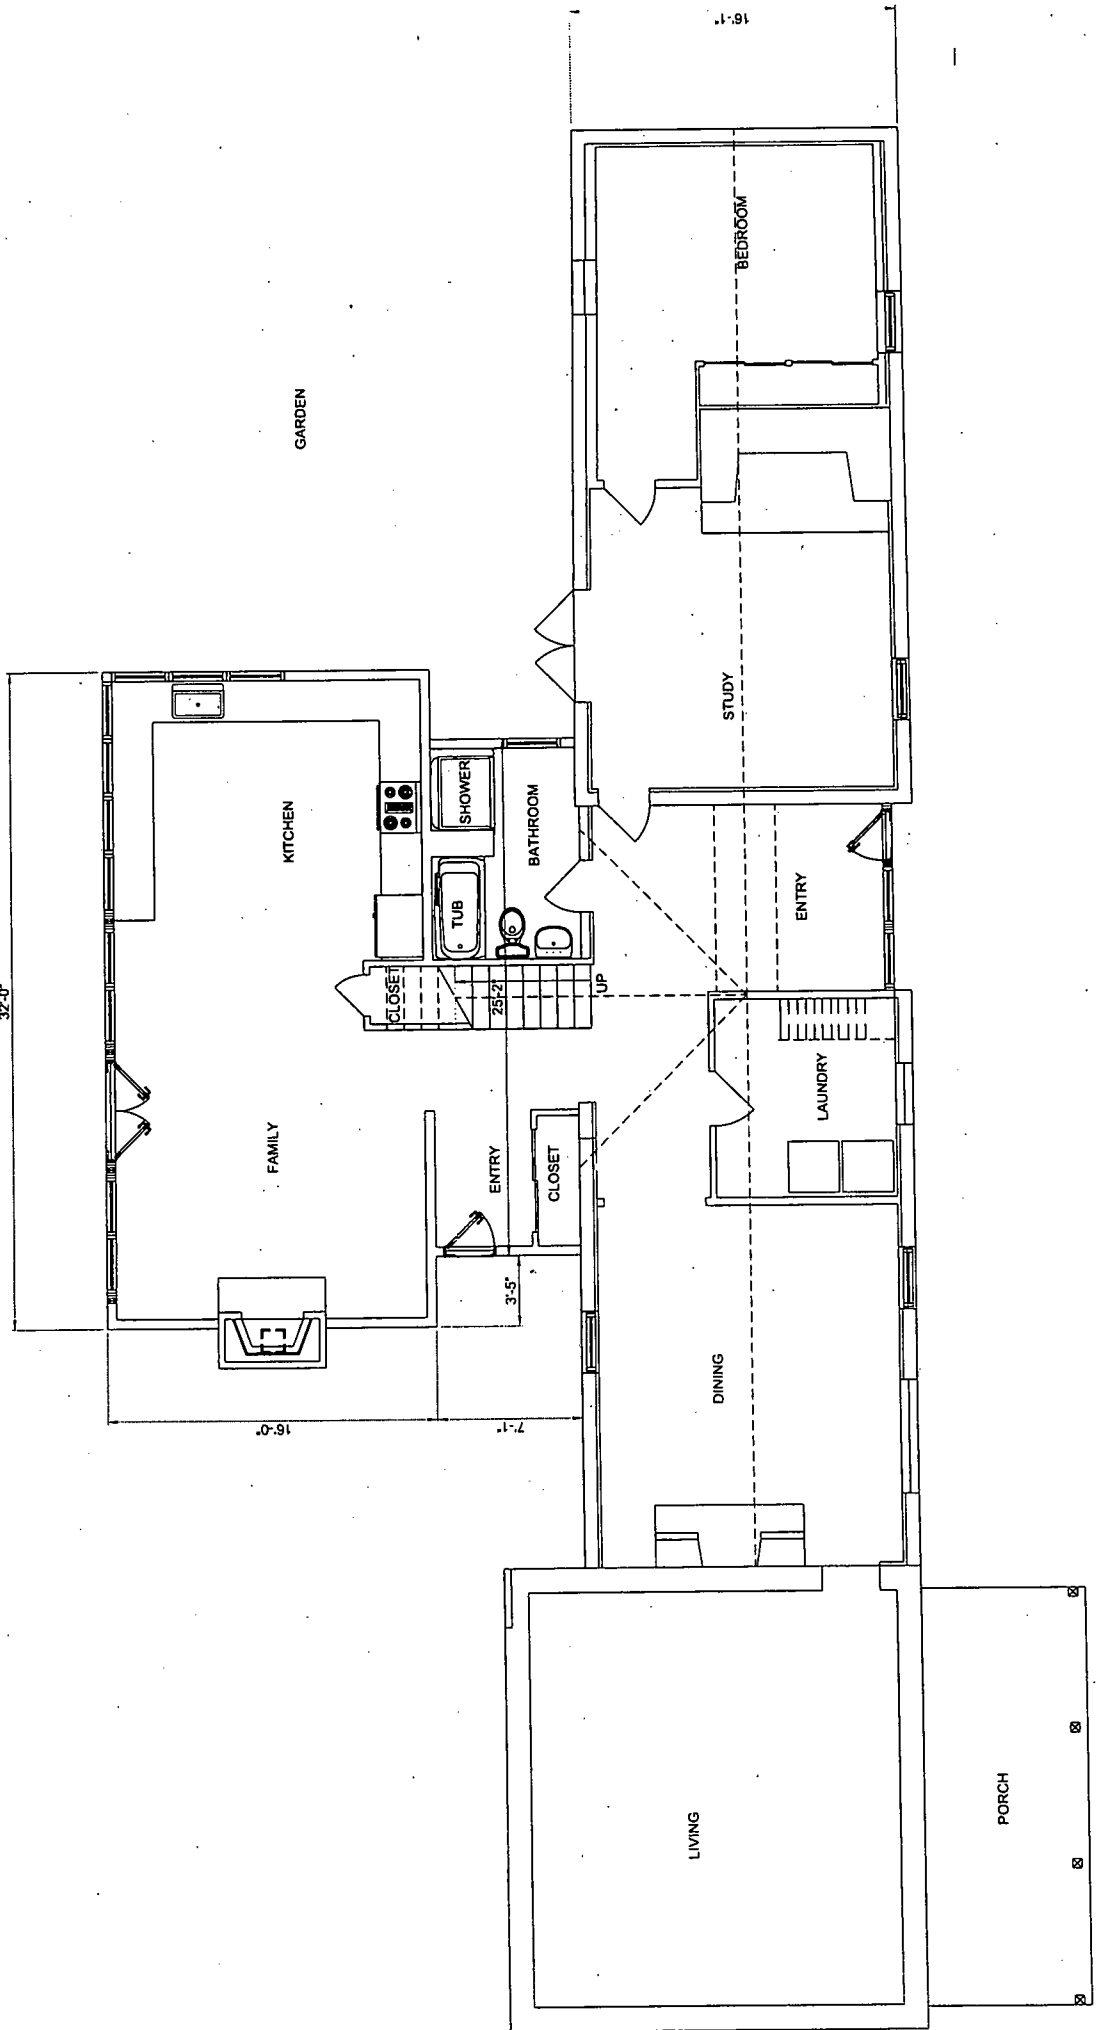 16'-1"
BEDROOM
GARDEN
STUDY
32'-0"
KITCHEN
SHOWER
BATHROOM
TUB
ENTRY
CLOSET
25'-2"
UP
LAUNDRY
FAMILY
ENTRY
CLOSET
3'-5"
DINING
16'-0"
7'-1"
LIVING
PORCH